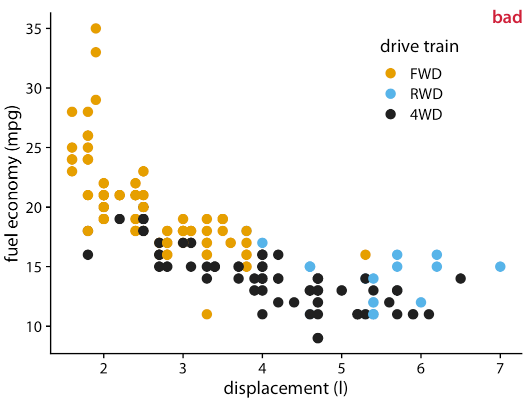 bad
drive train
FWD
RWD
4WD
fuel economy (mpg)
35
30
25
20
15
10
2 3 4 5 6 7
displacement (l)